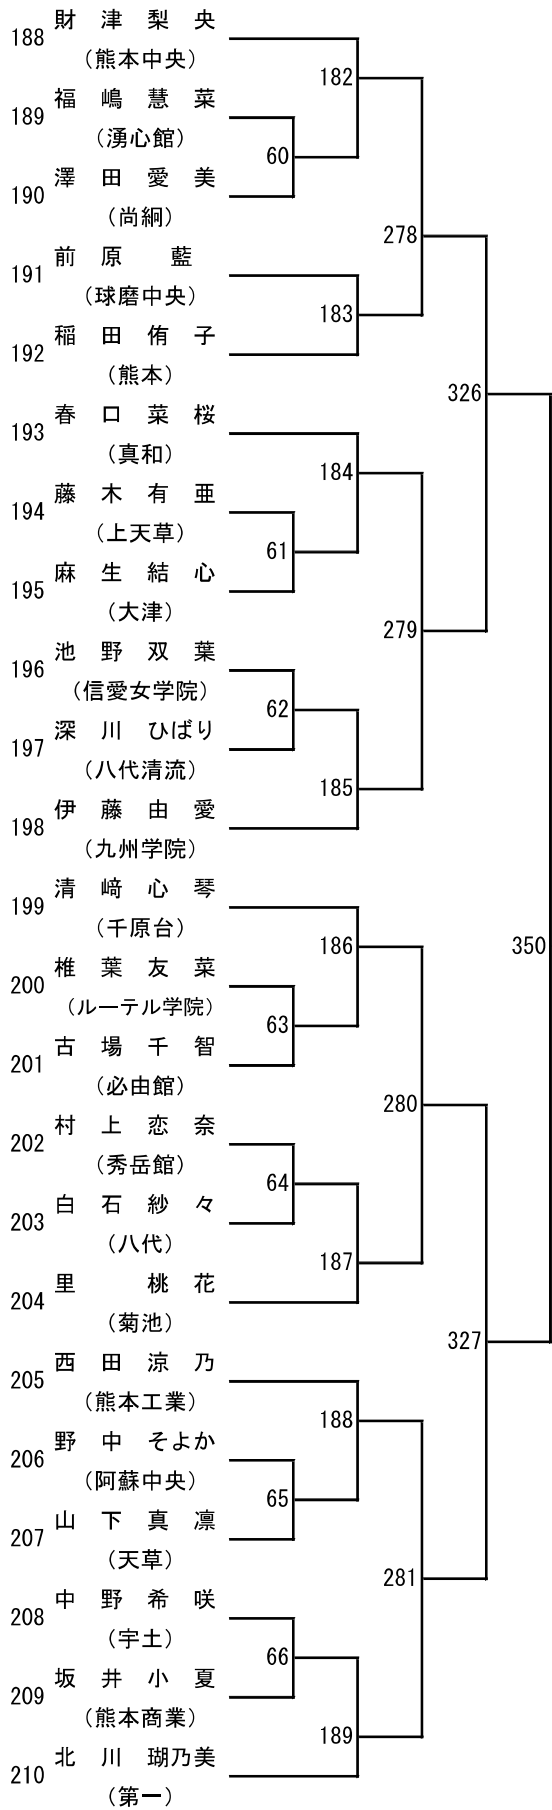 188 財津梨央
(熊本中央)
182
189 福嶋慧菜
(湧心館)
60
190 澤田愛美
(尚絅)
278
191 前原藍
(球磨中央)
183
192 稲田侑子
(熊本)
326
193 春口菜桜
(真和)
184
194 藤木有亜
(上天草)
61
195 麻生結心
(大津)
279
196 池野双葉
(信愛女学院)
62
197 深川ひばり
(八代清流)
185
198 伊藤由愛
(九州学院)
199 清﨑心琴
(千原台)
186
350
200 椎葉友菜
(ルーテル学院)
63
201 古場千智
(必由館)
280
202 村上恋奈
(秀岳館)
64
203 白石紗々
(八代)
187
204 里桃花
(菊池)
327
205 西田涼乃
(熊本工業)
188
206 野中そよか
(阿蘇中央)
65
207 山下真凛
(天草)
281
208 中野希咲
(宇土)
66
209 坂井小夏
(熊本商業)
189
210 北川瑚乃美
(第一)